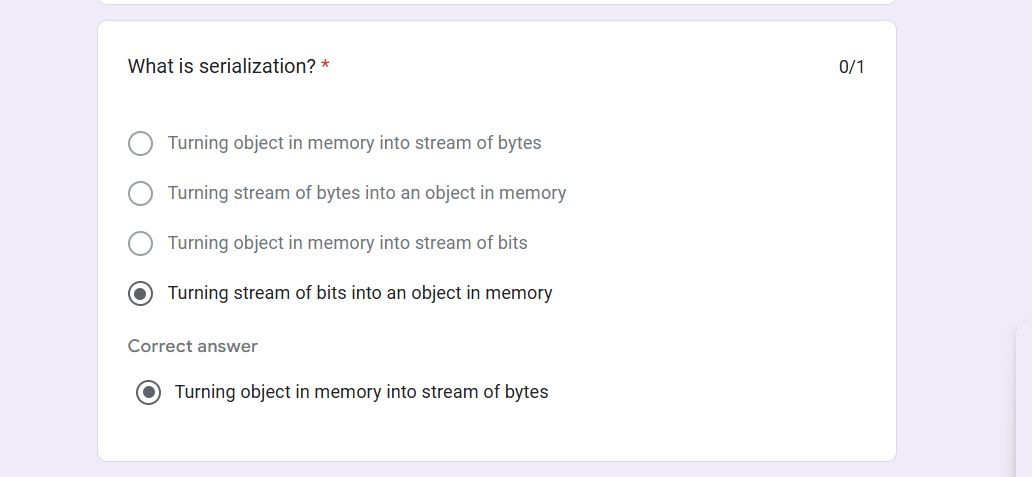 What is serialization? *
0/1
Turning object in memory into stream of bytes
Turning stream of bytes into an object in memory
Turning object in memory into stream of bits
Turning stream of bits into an object in memory
Correct answer
Turning object in memory into stream of bytes